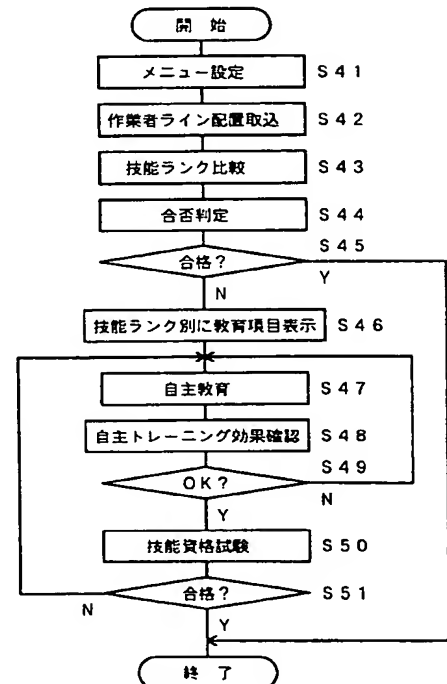 開始
メニュー設定 S41
作業者ライン配置取込 S42
技能ランク比較 S43
合否判定 S44
S45
合格?
Y
N
技能ランク別に教育項目表示 S46
自主教育 S47
自主トレーニング効果確認 S48
S49
OK?
N
Y
技能資格試験 S50
合格? S51
N
Y
終了